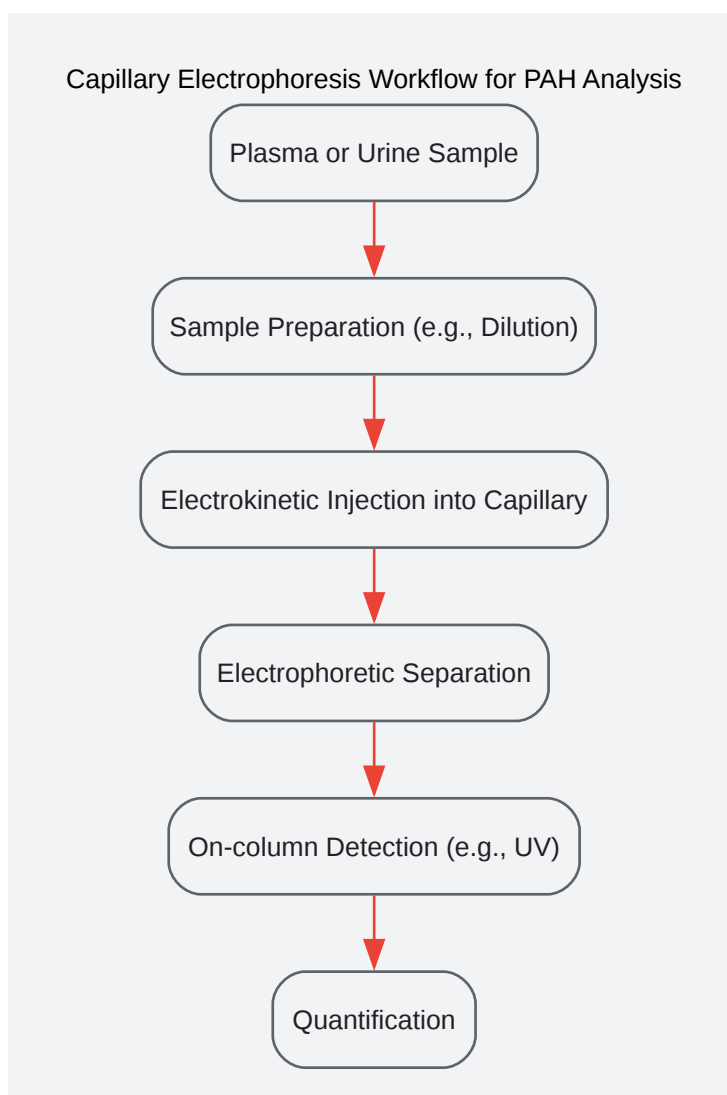 Capillary Electrophoresis Workflow for PAH Analysis
Plasma or Urine Sample
Sample Preparation (e.g., Dilution)
Electrokinetic Injection into Capillary
Electrophoretic Separation
On-column Detection (e.g., UV)
Quantification